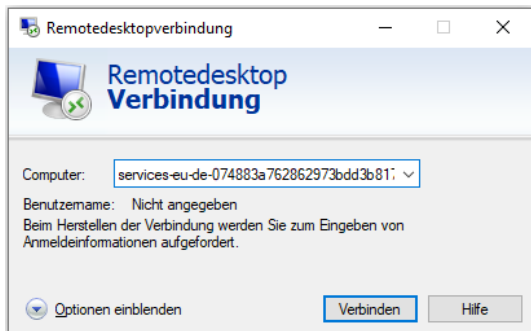 Remotedesktopverbindung
Remotedesktop
Verbindung
Computer: services-eu-de-074883a762862973bdd3b817
Benutzername: Nicht angegeben
Beim Herstellen der Verbindung werden Sie zum Eingeben von
Anmeldeinformationen aufgefordert.
Optionen einblenden Verbinden Hilfe